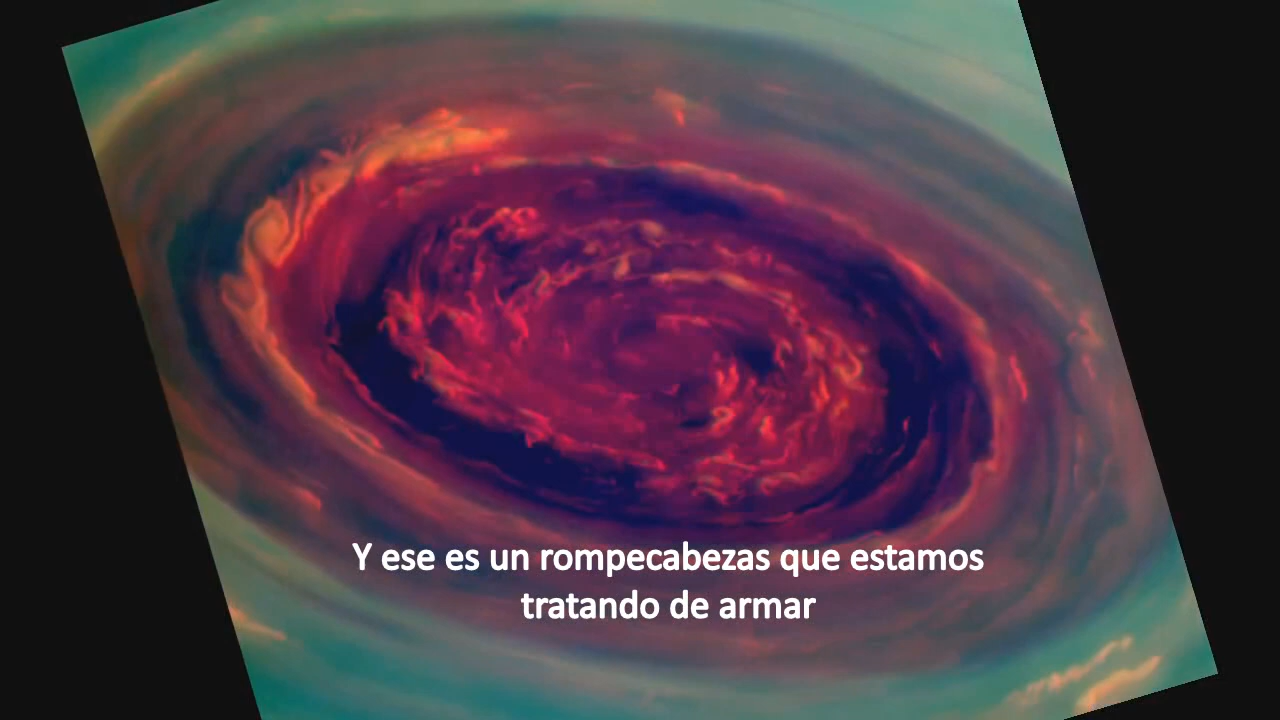 Y ese es un rompecabezas que estamos
tratando de armar